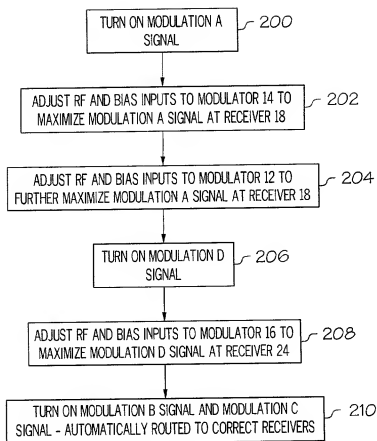 TURN ON MODULATION A
SIGNAL
200
ADJUST RF AND BIAS INPUTS TO MODULATOR 14 TO
MAXIMIZE MODULATION A SIGNAL AT RECEIVER 18
202
ADJUST RF AND BIAS INPUTS TO MODULATOR 12 TO
FURTHER MAXIMIZE MODULATION A SIGNAL AT RECEIVER 18
204
TURN ON MODULATION D
SIGNAL
206
ADJUST RF AND BIAS INPUTS TO MODULATOR 16 TO
MAXIMIZE MODULATION D SIGNAL AT RECEIVER 24
208
TURN ON MODULATION B SIGNAL AND MODULATION C
SIGNAL - AUTOMATICALLY ROUTED TO CORRECT RECEIVERS
210